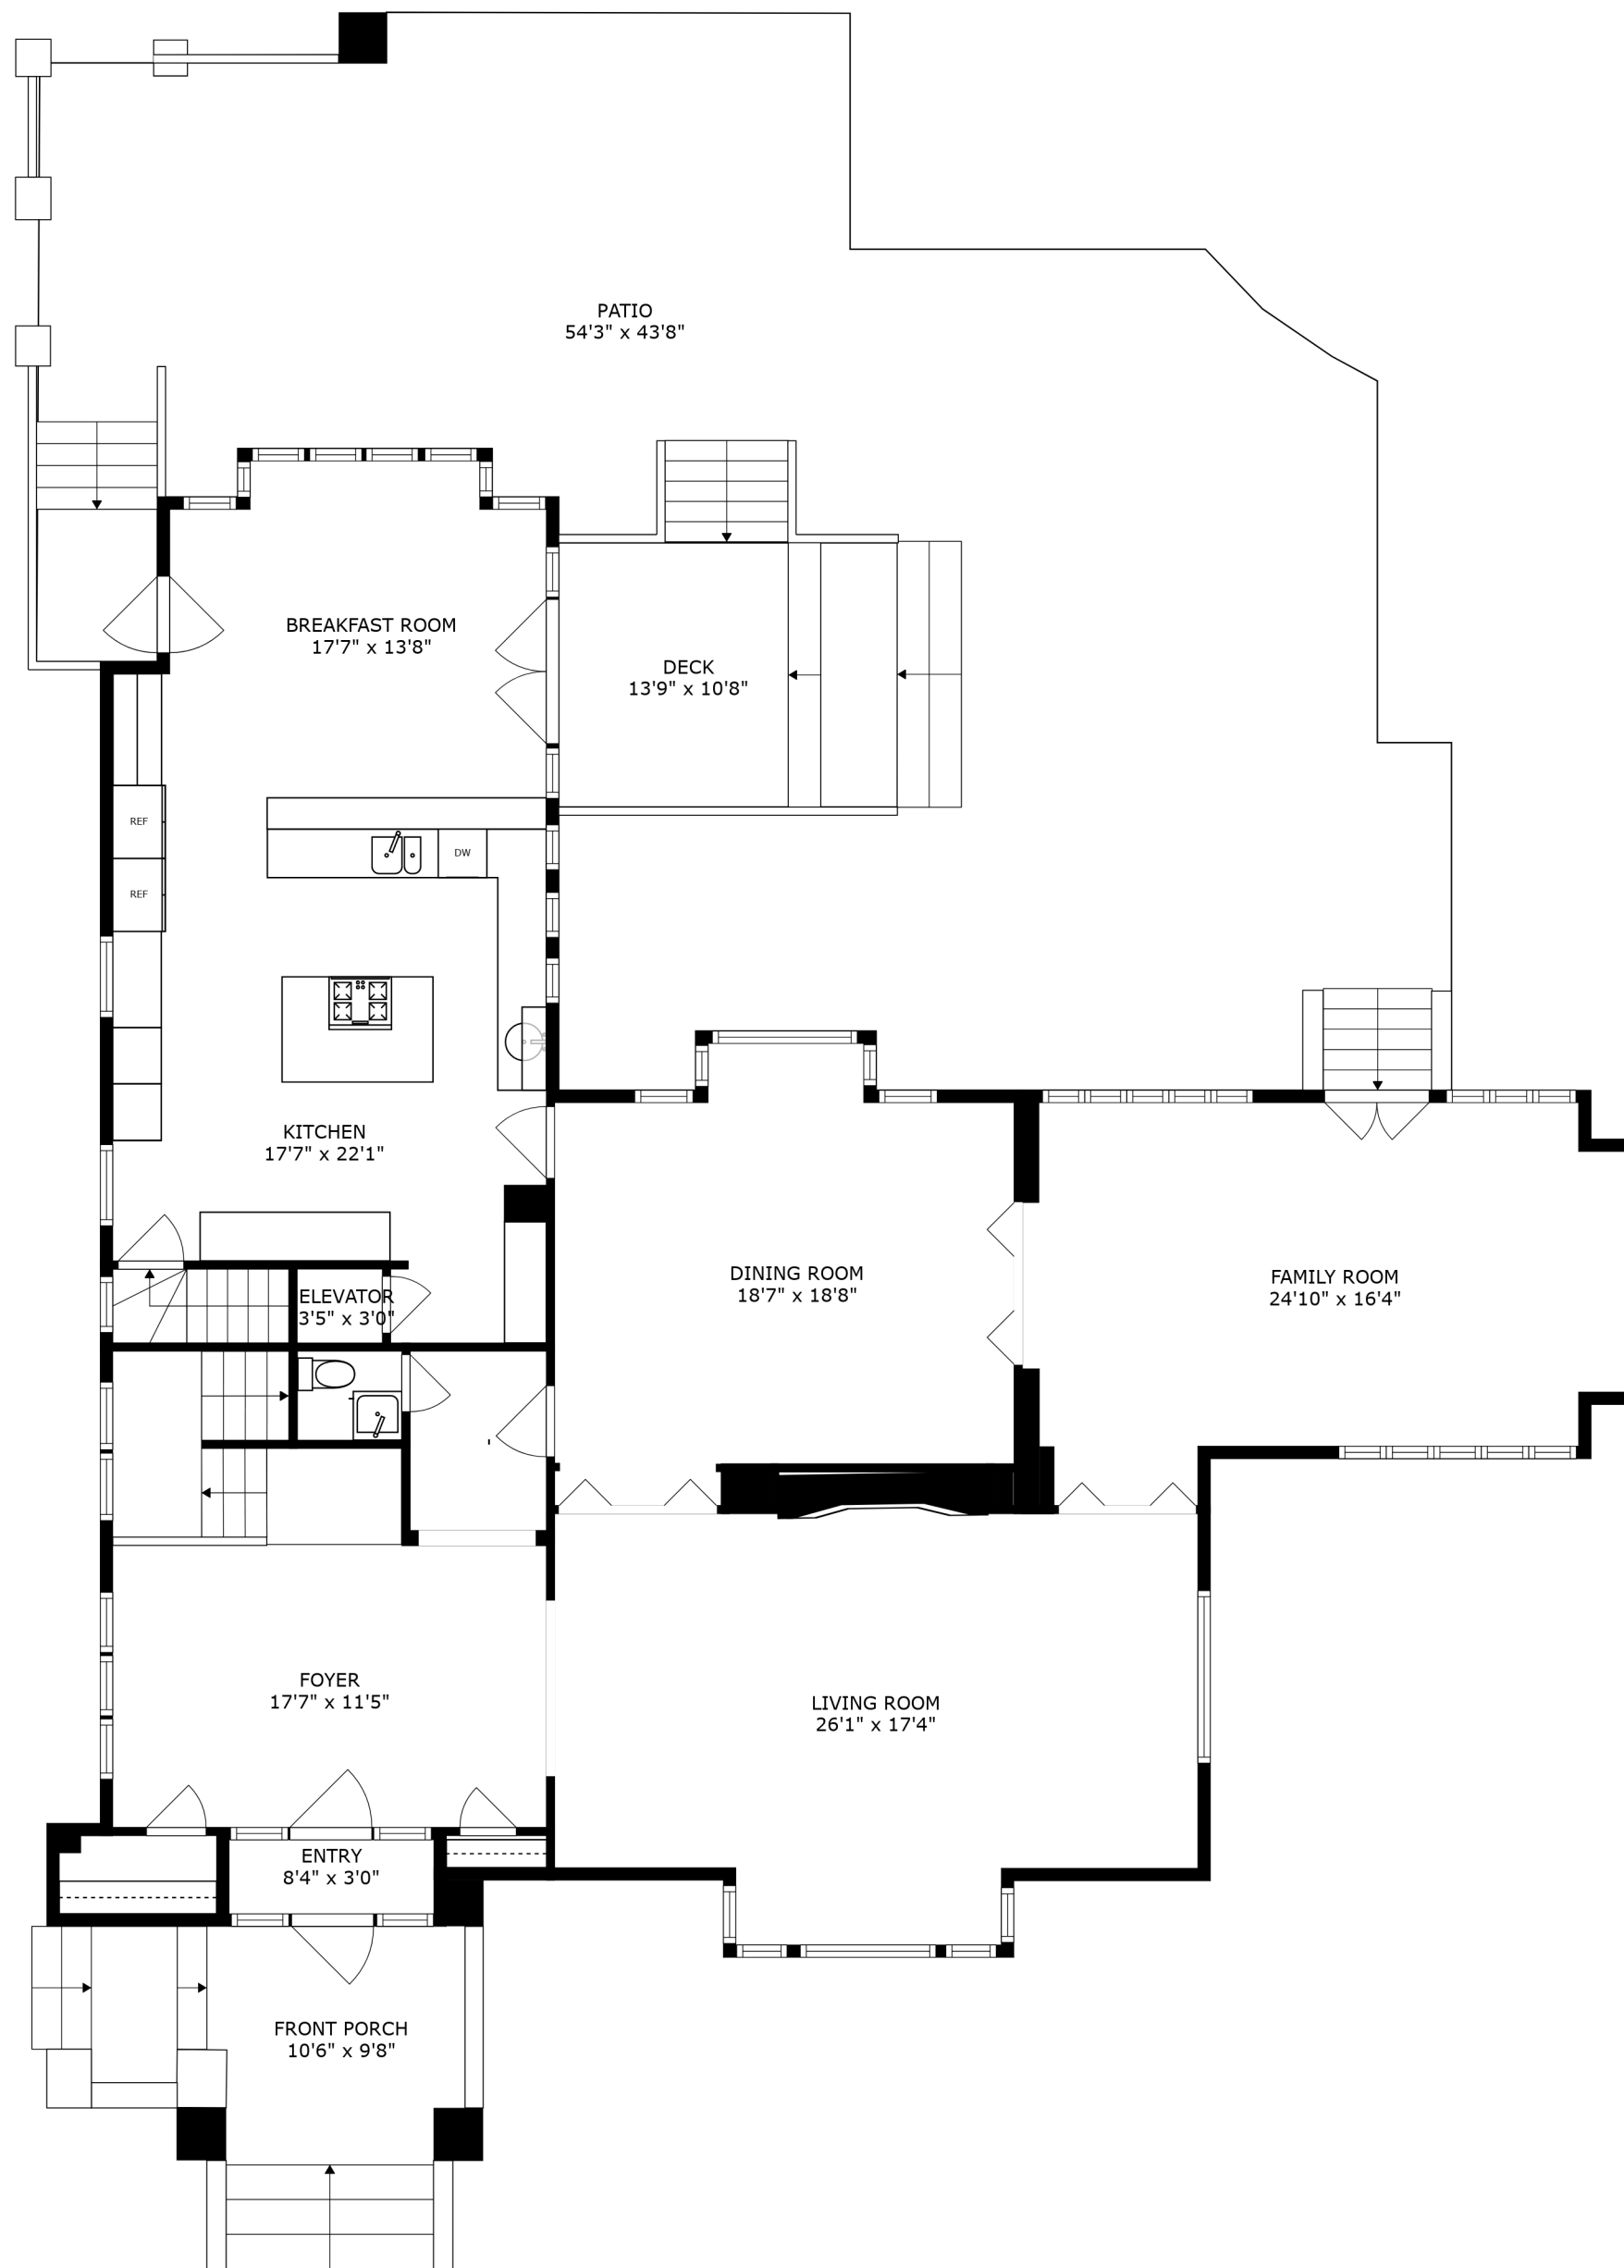 PATIO
54'3" x 43'8"
BREAKFAST ROOM
17'7" x 13'8"
DECK
13'9" x 10'8"
REF
DW
REF
KITCHEN
17'7" x 22'1"
DINING ROOM
18'7" x 18'8"
FAMILY ROOM
24'10" x 16'4"
ELEVATOR
3'5" x 3'0"
FOYER
17'7" x 11'5"
LIVING ROOM
26'1" x 17'4"
ENTRY
8'4" x 3'0"
FRONT PORCH
10'6" x 9'8"